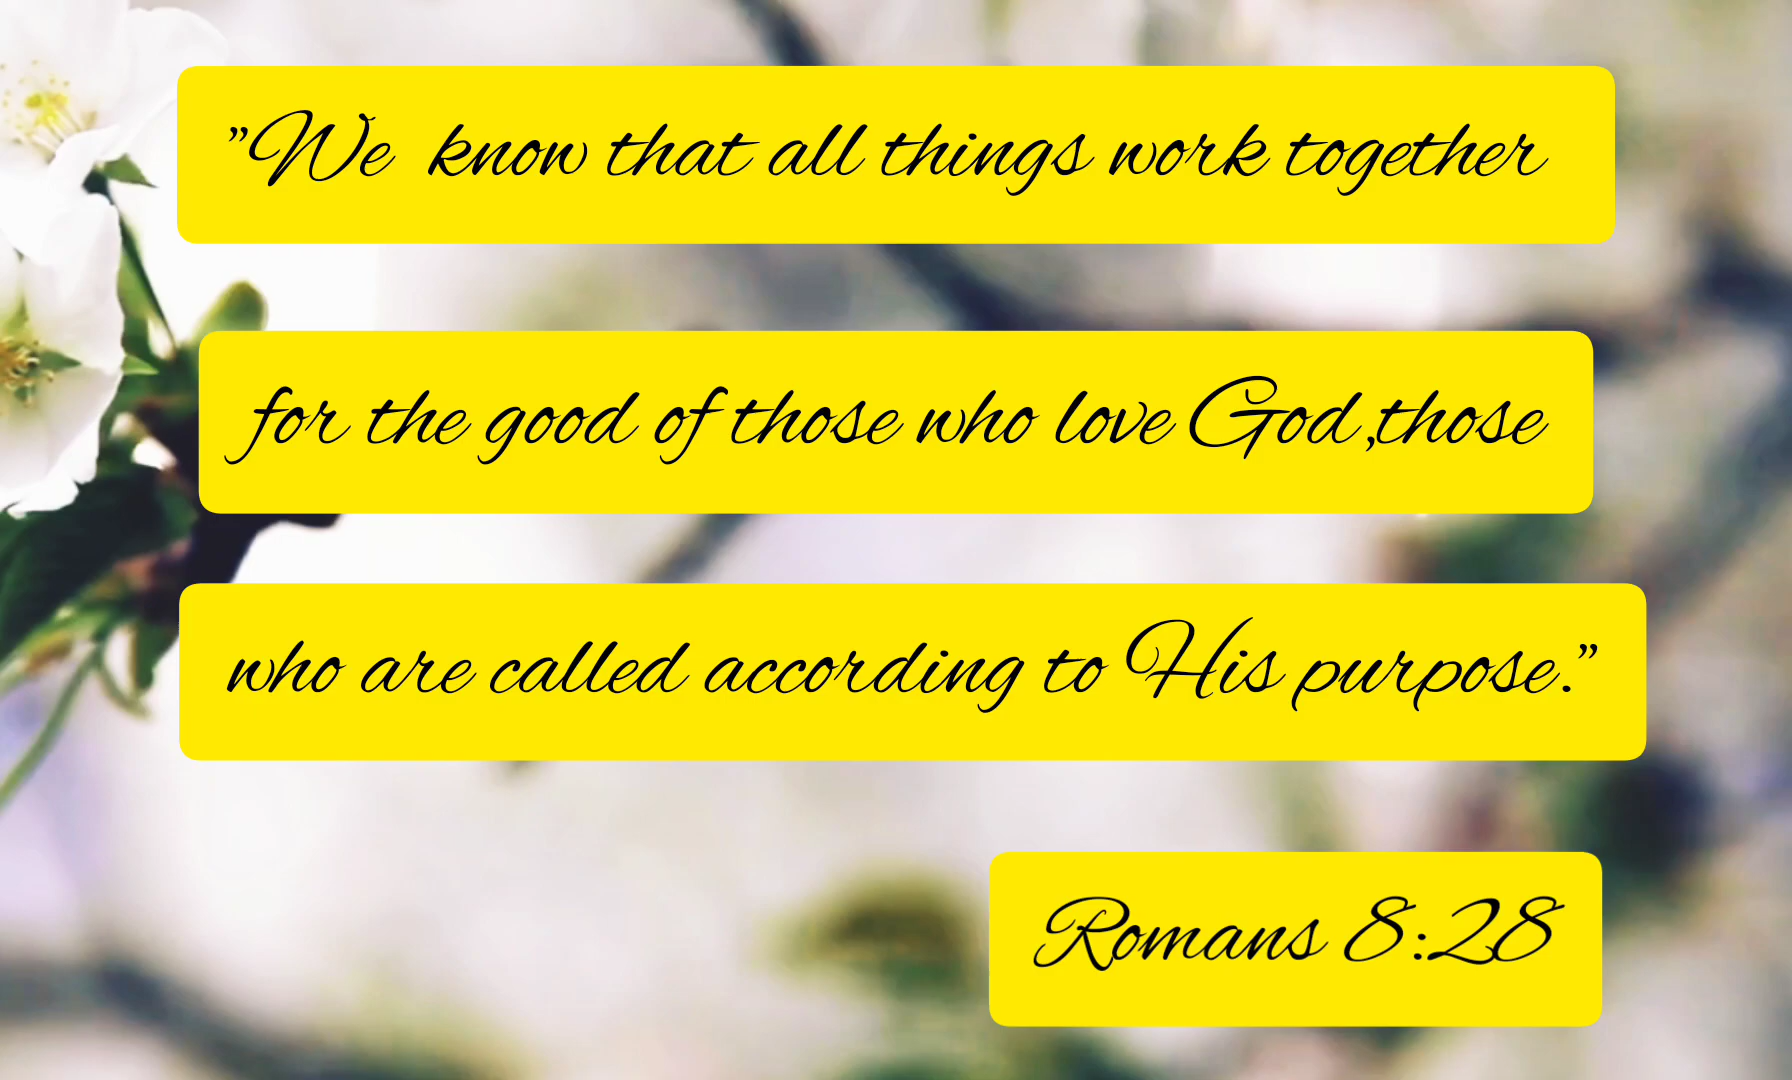 ”We know that all things work together
for the good of those who love God,those
who are called according to His purpose.”
Romans 8:28